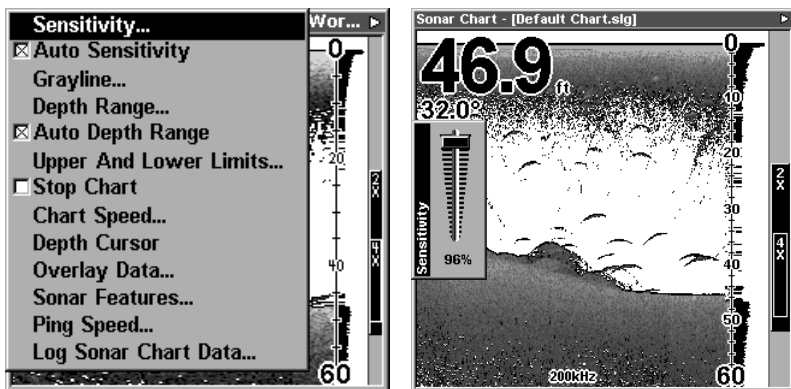 Sensitivity...
Auto Sensitivity
Grayline...
Depth Range...
Auto Depth Range
Upper And Lower Limits...
Stop Chart
Chart Speed...
Depth Cursor
Overlay Data...
Sonar Features...
Ping Speed...
Log Sonar Chart Data...
Wor...
0
20
40
60
2X
4X
Sonar Chart - [Default Chart.slg]
46.9 ft
32.0°
Sensitivity
96%
0
10
20
30
40
50
60
200kHz
2X
4X